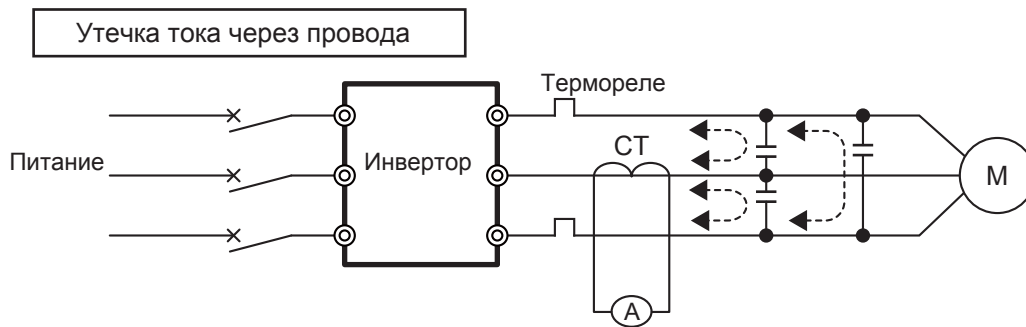 Утечка тока через провода
Термореле
Питание
Инвертор
CT
M
A